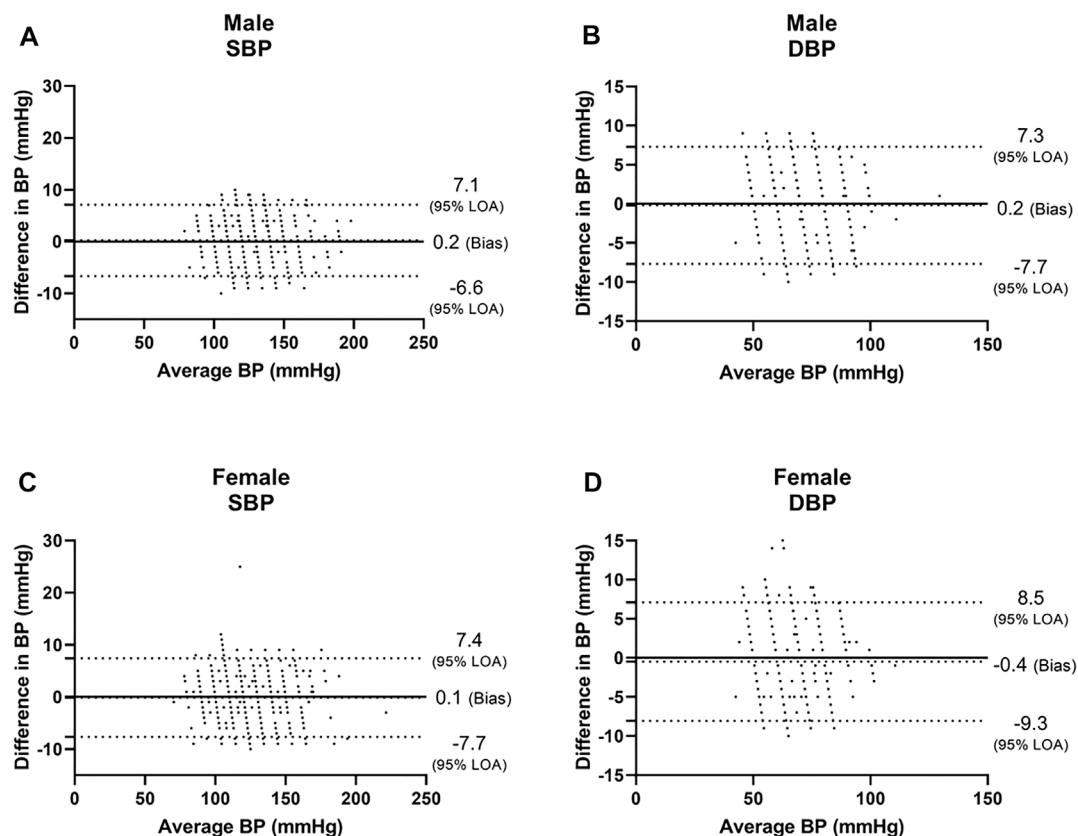 A
Male
SBP
Difference in BP (mmHg)
30
20
10
0
-10
0
50
100
150
200
250
Average BP (mmHg)
7.1
(95% LOA)
0.2 (Bias)
-6.6
(95% LOA)
B
Male
DBP
Difference in BP (mmHg)
15
10
5
0
-5
-10
-15
0
50
100
150
Average BP (mmHg)
7.3
(95% LOA)
0.2 (Bias)
-7.7
(95% LOA)
C
Female
SBP
Difference in BP (mmHg)
30
20
10
0
-10
0
50
100
150
200
250
Average BP (mmHg)
7.4
(95% LOA)
0.1 (Bias)
-7.7
(95% LOA)
D
Female
DBP
Difference in BP (mmHg)
15
10
5
0
-5
-10
-15
0
50
100
150
Average BP (mmHg)
8.5
(95% LOA)
-0.4 (Bias)
-9.3
(95% LOA)